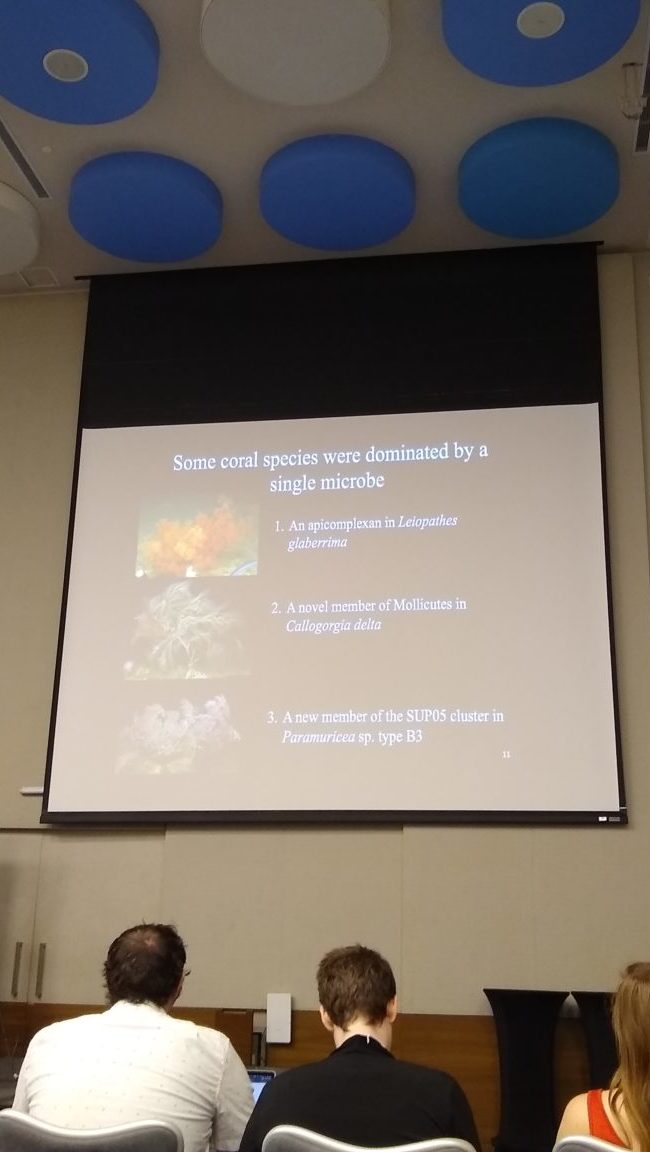 Some coral species were dominated by a
single microbe
1. An apicomplexan in Leiopathes
glaberrima
2. A novel member of Mollicutes in
Callogorgia delta
3. A new member of the SUP05 cluster in
Paramuricea sp. type B3
11